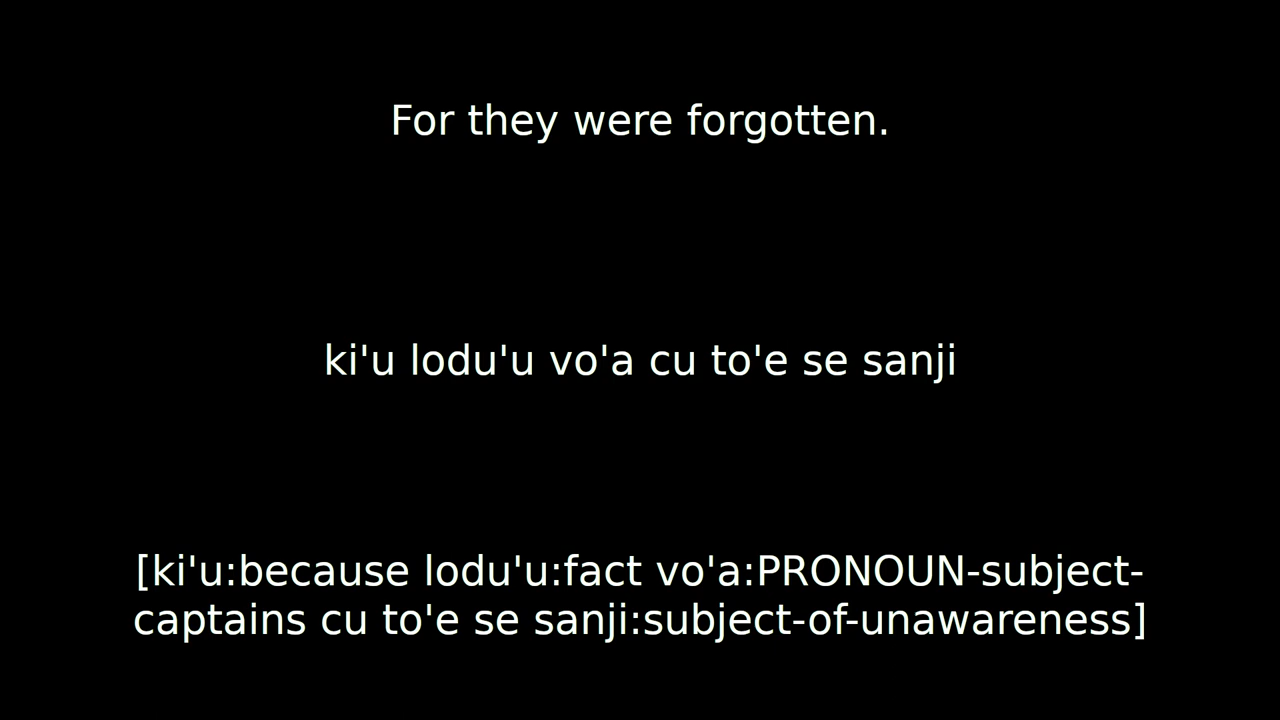 For they were forgotten.
ki'u lodu'u vo'a cu to'e se sanji
[ki'u:because lodu'u:fact vo'a:PRONOUN-subject-
captains cu to'e se sanji:subject-of-unawareness]